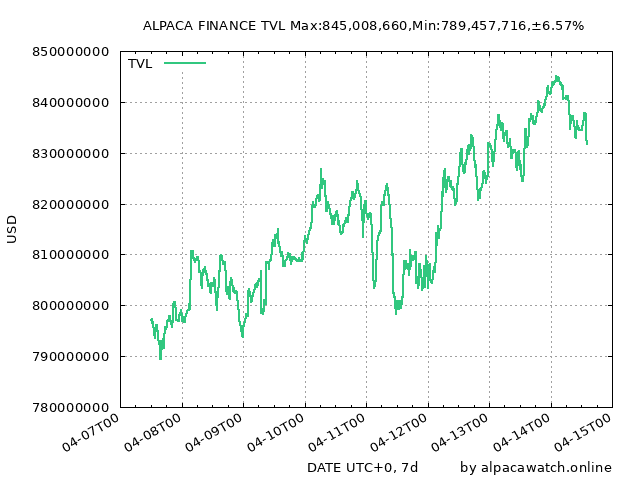 ALPACA FINANCE TVL Max:845,008,660,Min:789,457,716,±6.57%
TVL
850000000
840000000
830000000
820000000
810000000
800000000
790000000
780000000
USD
04-07T00
04-08T00
04-09T00
04-10T00
04-11T00
04-12T00
04-13T00
04-14T00
04-15T00
DATE UTC+0, 7d
by alpacawatch.online